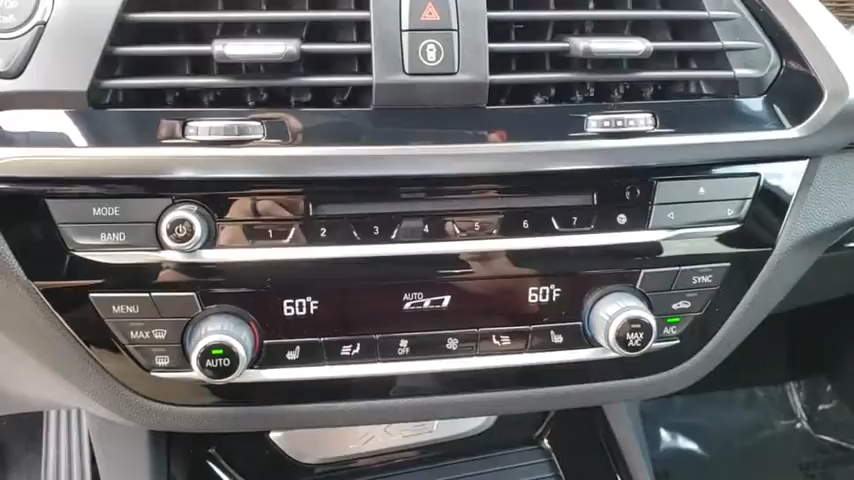 MODE
BAND
1 2 3 4 5 6 7
MENU
60°F
AUTO
60°F
SYNC
MAX
AUTO
OFF
MAX
A/C
A/C